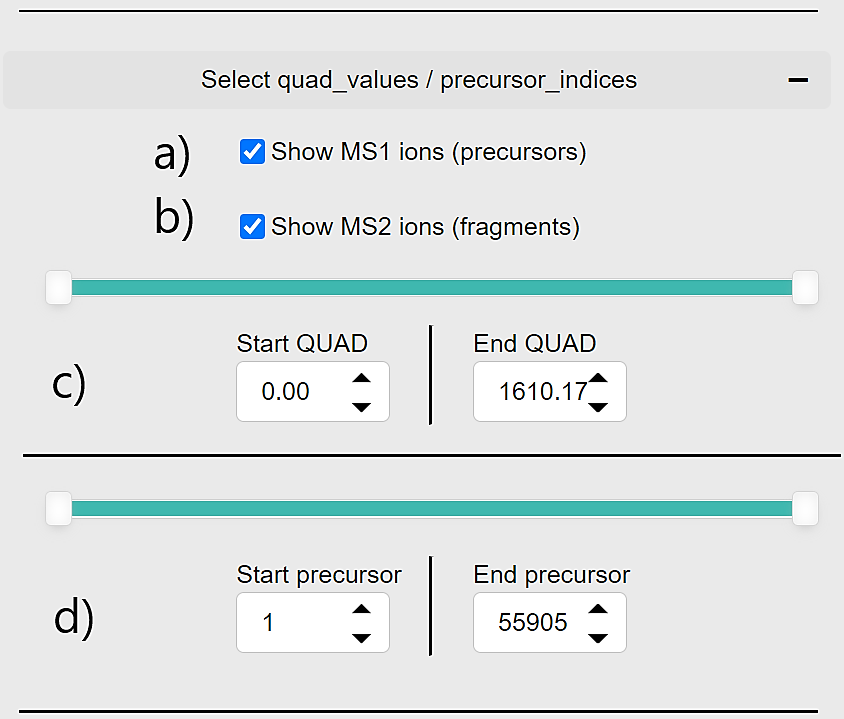 Select quad_values / precursor_indices
a) Show MS1 ions (precursors)
b) Show MS2 ions (fragments)
Start QUAD End QUAD
c) 0.00 1610.17
Start precursor End precursor
d) 1 55905